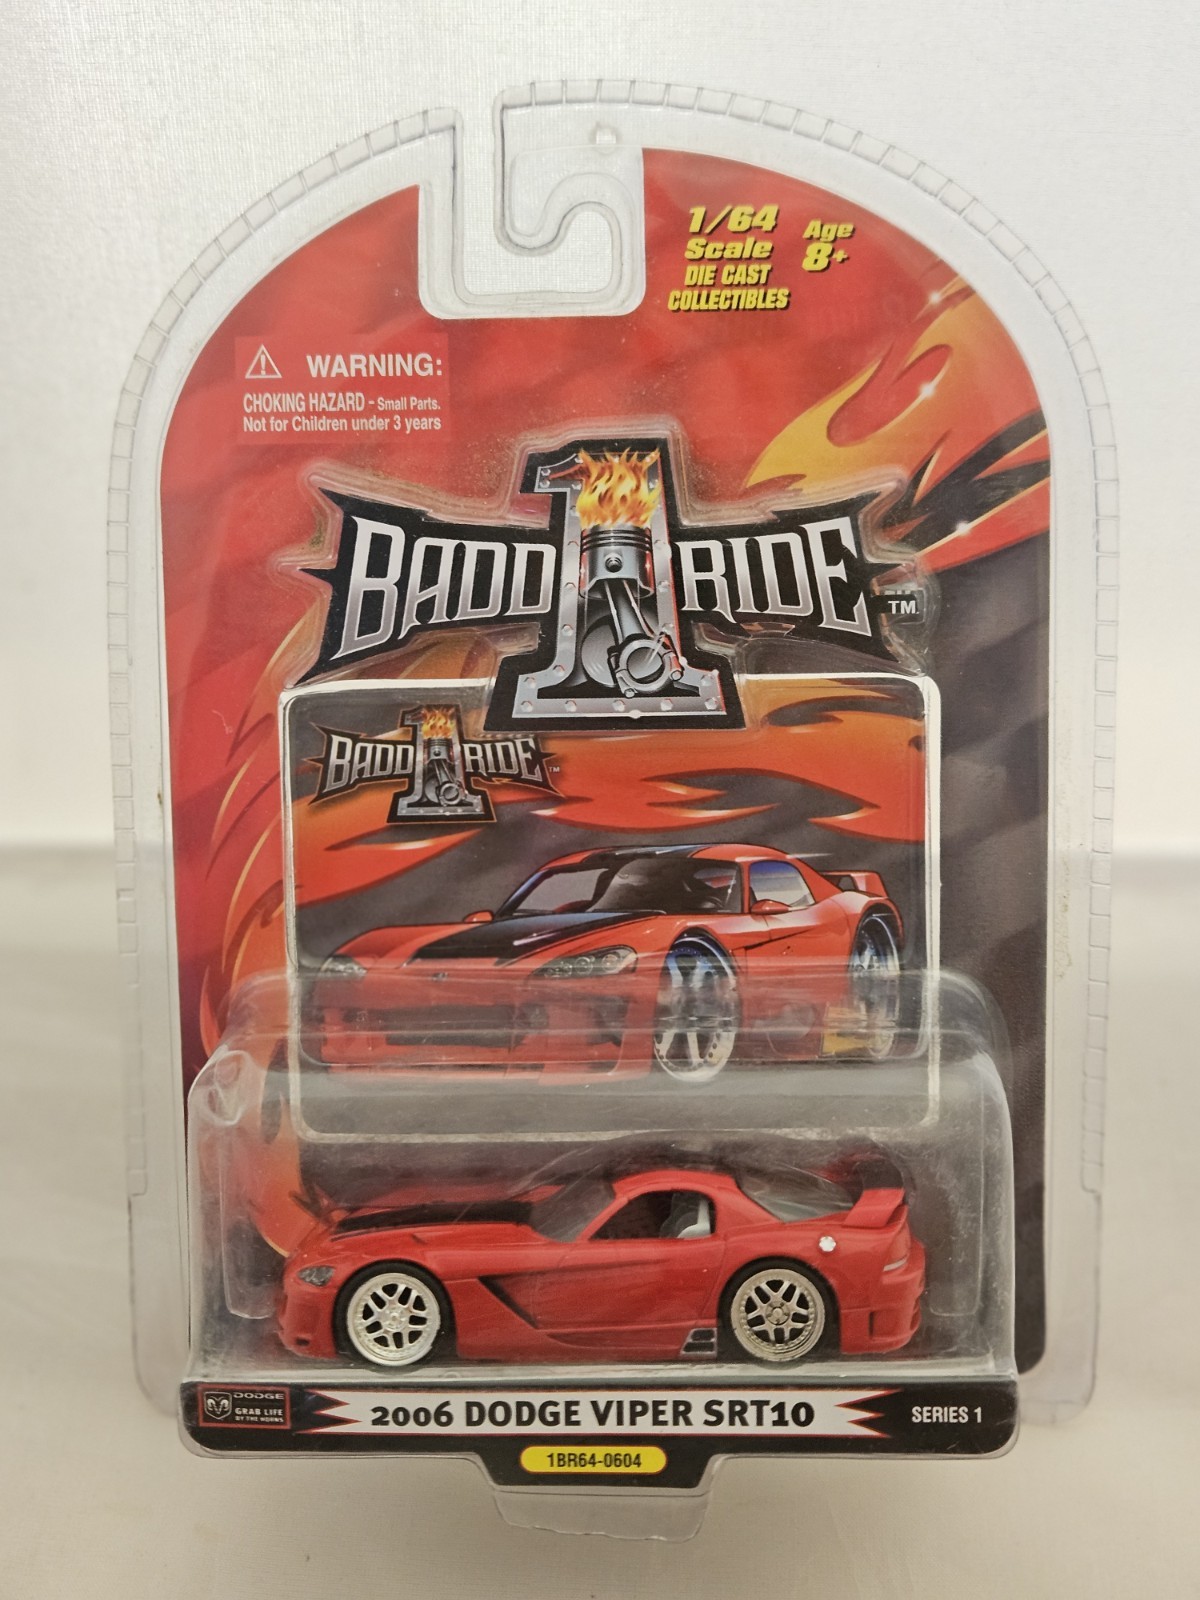 1/64
Scale
DIE CAST
COLLECTIBLES
Age
8+
WARNING:
CHOKING HAZARD - Small Parts.
Not for Children under 3 years
BADD 1 RIDE TM
BADD 1 RIDE TM
DODGE
GRAB LIFE
BY THE HORNS
2006 DODGE VIPER SRT10
SERIES 1
1BR64-0604